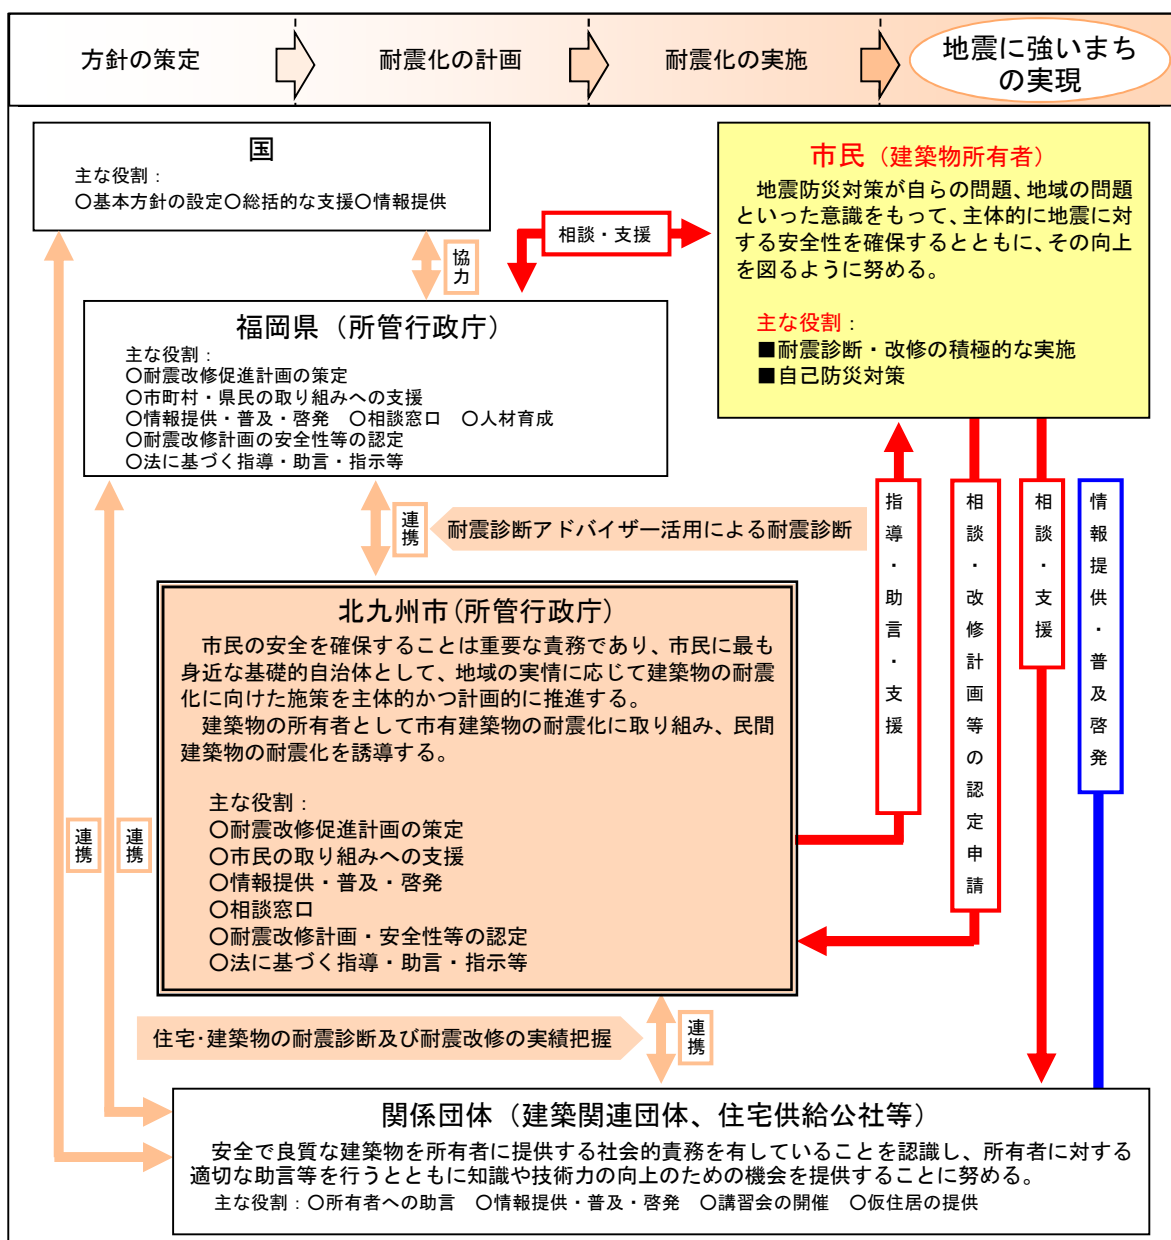 方針の策定
耐震化の計画
耐震化の実施
地震に強いまち
の実現
国
主な役割：
○基本方針の設定○総括的な支援○情報提供
市民（建築物所有者）
地震防災対策が自らの問題、地域の問題
といった意識をもって、主体的に地震に対
する安全性を確保するとともに、その向上
を図るように努める。
主な役割：
■耐震診断・改修の積極的な実施
■自己防災対策
相談・支援
協力
福岡県（所管行政庁）
主な役割：
○耐震改修促進計画の策定
○市町村・県民の取り組みへの支援
○情報提供・普及・啓発　○相談窓口　○人材育成
○耐震改修計画の安全性等の認定
○法に基づく指導・助言・指示等
連携
耐震診断アドバイザー活用による耐震診断
指導・助言・支援
相談・改修計画等の認定申請
相談・支援
情報提供・普及啓発
北九州市(所管行政庁)
市民の安全を確保することは重要な責務であり、市民に最も
身近な基礎的自治体として、地域の実情に応じて建築物の耐震
化に向けた施策を主体的かつ計画的に推進する。
建築物の所有者として市有建築物の耐震化に取り組み、民間
建築物の耐震化を誘導する。
主な役割：
○耐震改修促進計画の策定
○市民の取り組みへの支援
○情報提供・普及・啓発
○相談窓口
○耐震改修計画・安全性等の認定
○法に基づく指導・助言・指示等
連携
連携
住宅･建築物の耐震診断及び耐震改修の実績把握
連携
関係団体（建築関連団体、住宅供給公社等）
安全で良質な建築物を所有者に提供する社会的責務を有していることを認識し、所有者に対する
適切な助言等を行うとともに知識や技術力の向上のための機会を提供することに努める。
主な役割：○所有者への助言　○情報提供・普及・啓発　○講習会の開催　○仮住居の提供